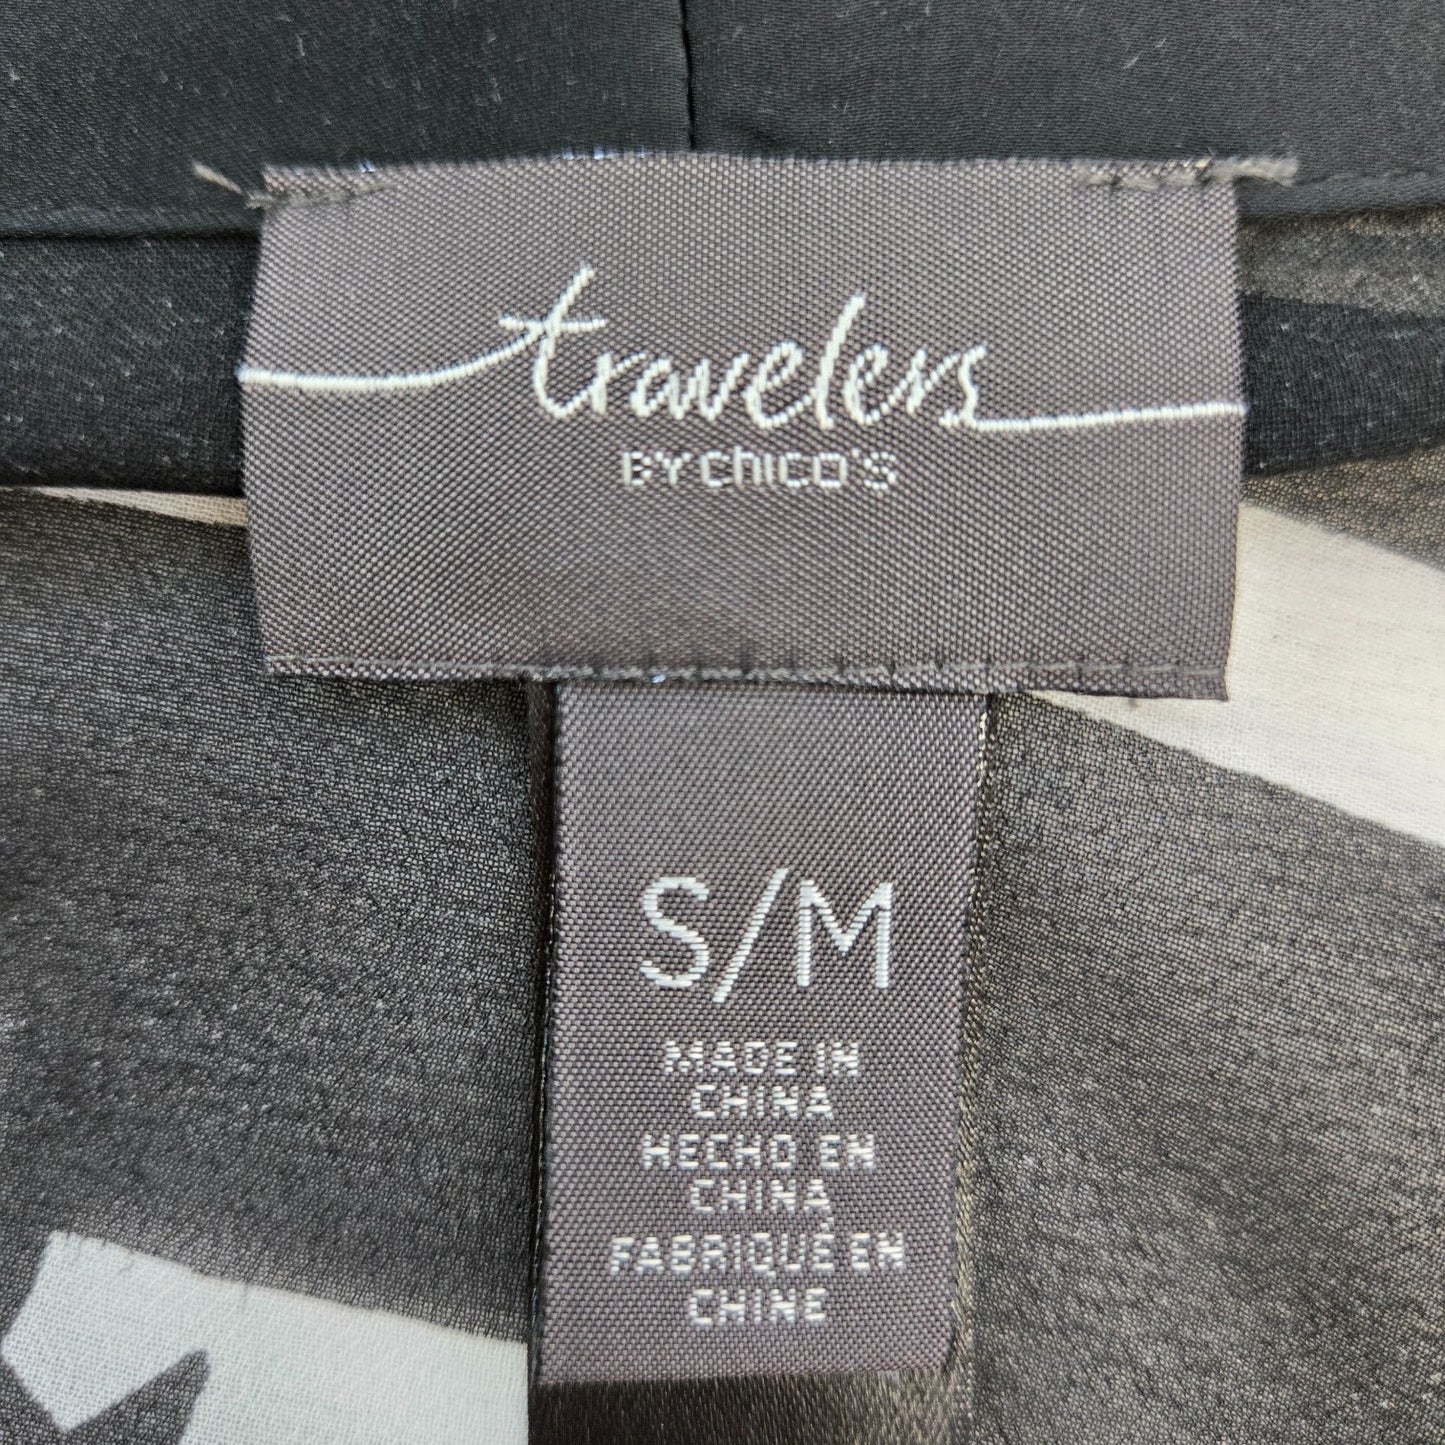 travelers
BY chico's
S/M
MADE IN
CHINA
HECHO EN
CHINA
FABRIQUÉ EN
CHINE